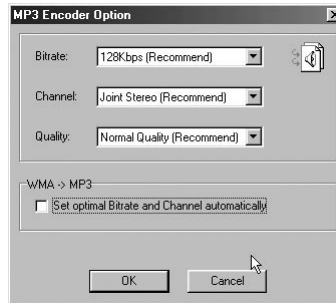 MP3 Encoder Option
Bitrate: 128Kbps (Recommend)
Channel: Joint Stereo (Recommend)
Quality: Normal Quality (Recommend)
WMA -> MP3
Set optimal Bitrate and Channel automatically
OK Cancel